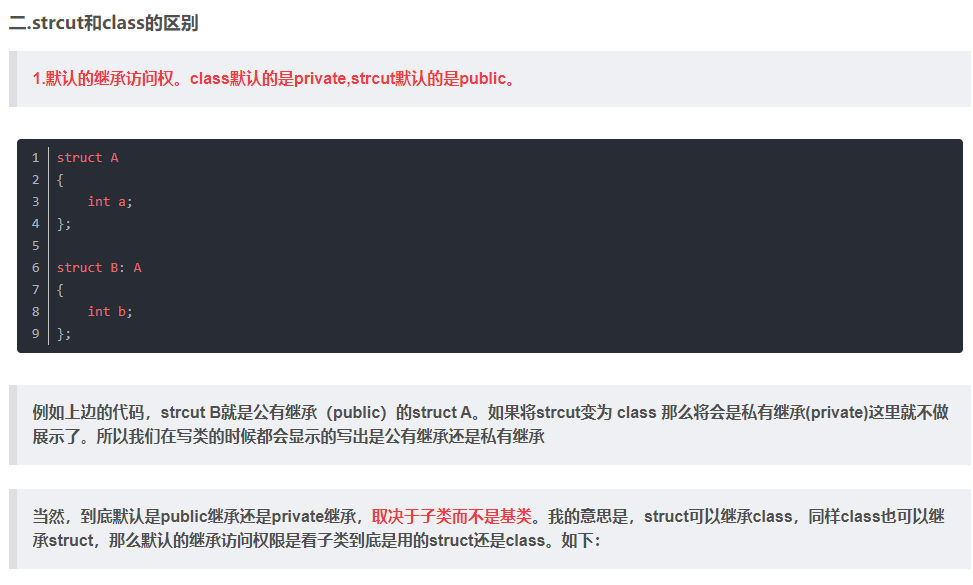 二.strcut和class的区别
1.默认的继承访问权。class默认的是private,strcut默认的是public。
1 struct A
2 {
3     int a;
4 };
5
6 struct B: A
7 {
8     int b;
9 };
例如上边的代码，strcut B就是公有继承（public）的struct A。如果将strcut变为 class 那么将会是私有继承(private)这里就不做
展示了。所以我们在写类的时候都会显示的写出是公有继承还是私有继承
当然，到底默认是public继承还是private继承，取决于子类而不是基类。我的意思是，struct可以继承class，同样class也可以继
承struct，那么默认的继承访问权限是看子类到底是用的struct还是class。如下：